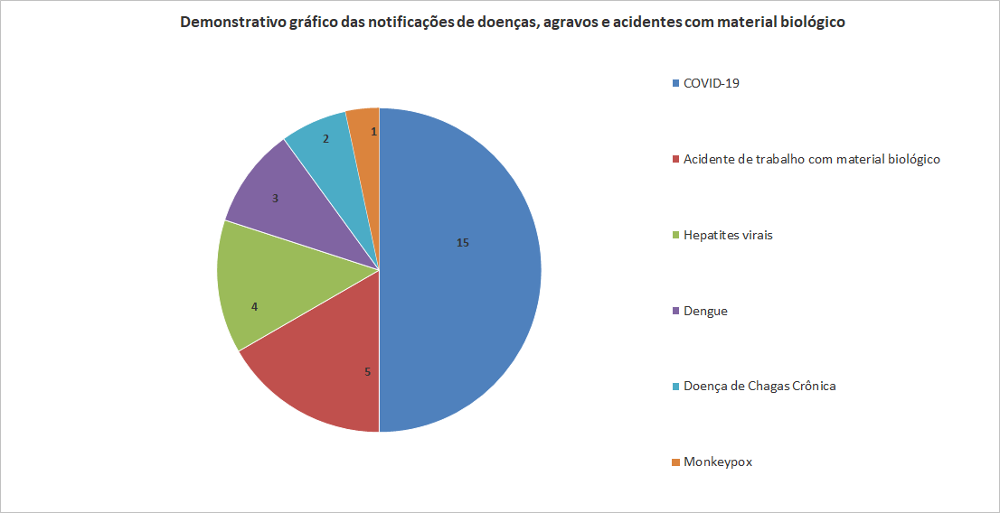 Demonstrativo gráfico das notificações de doenças, agravos e acidentes com material biológico
COVID-19
Acidente de trabalho com material biológico
Hepatites virais
Dengue
Doença de Chagas Crônica
Monkeypox
1
2
3
15
4
5